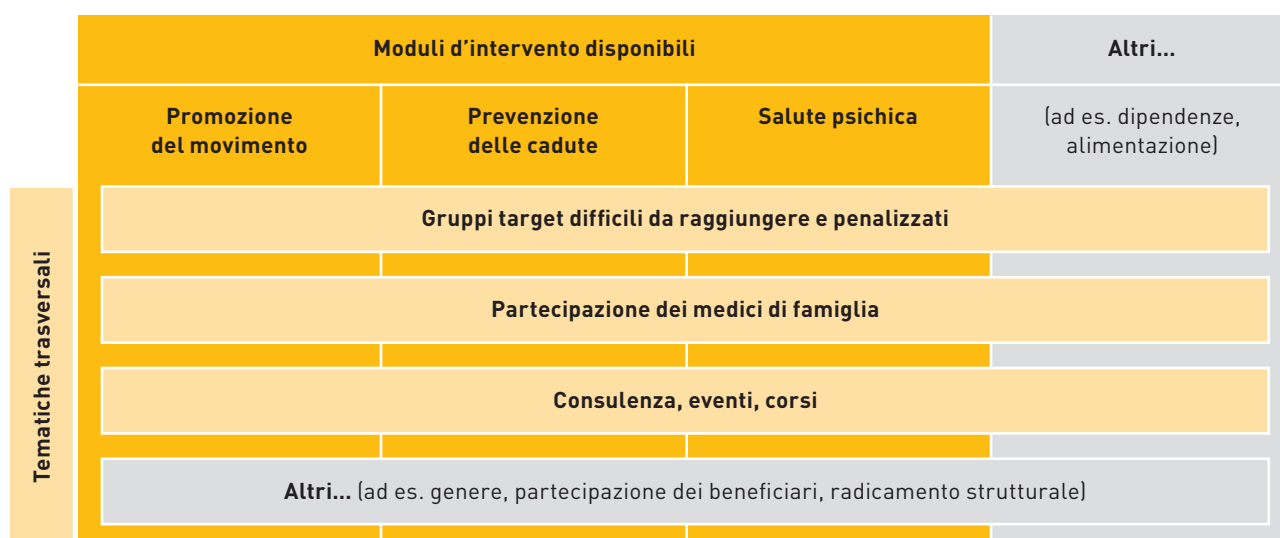 Moduli d’intervento disponibili
Altri…
Promozione
del movimento
Prevenzione
delle cadute
Salute psichica
(ad es. dipendenze,
alimentazione)
Tematiche trasversali
Gruppi target difficili da raggiungere e penalizzati
Partecipazione dei medici di famiglia
Consulenza, eventi, corsi
Altri… (ad es. genere, partecipazione dei beneficiari, radicamento strutturale)